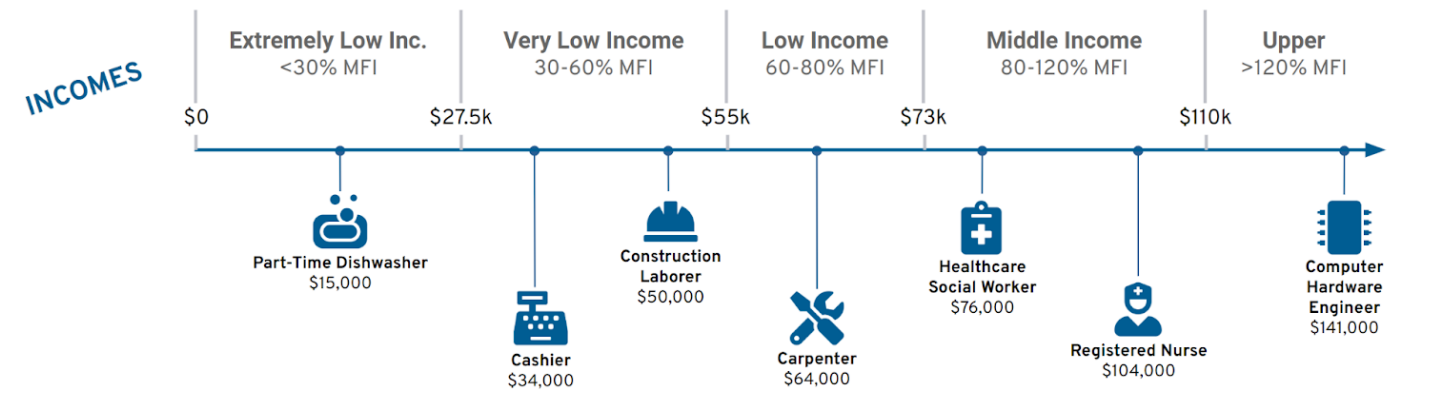 INCOMES
Extremely Low Inc.
<30% MFI
Very Low Income
30-60% MFI
Low Income
60-80% MFI
Middle Income
80-120% MFI
Upper
>120% MFI
$0
$27.5k
$55k
$73k
$110k
Part-Time Dishwasher
$15,000
Cashier
$34,000
Construction
Laborer
$50,000
Carpenter
$64,000
Healthcare
Social Worker
$76,000
Registered Nurse
$104,000
Computer
Hardware
Engineer
$141,000